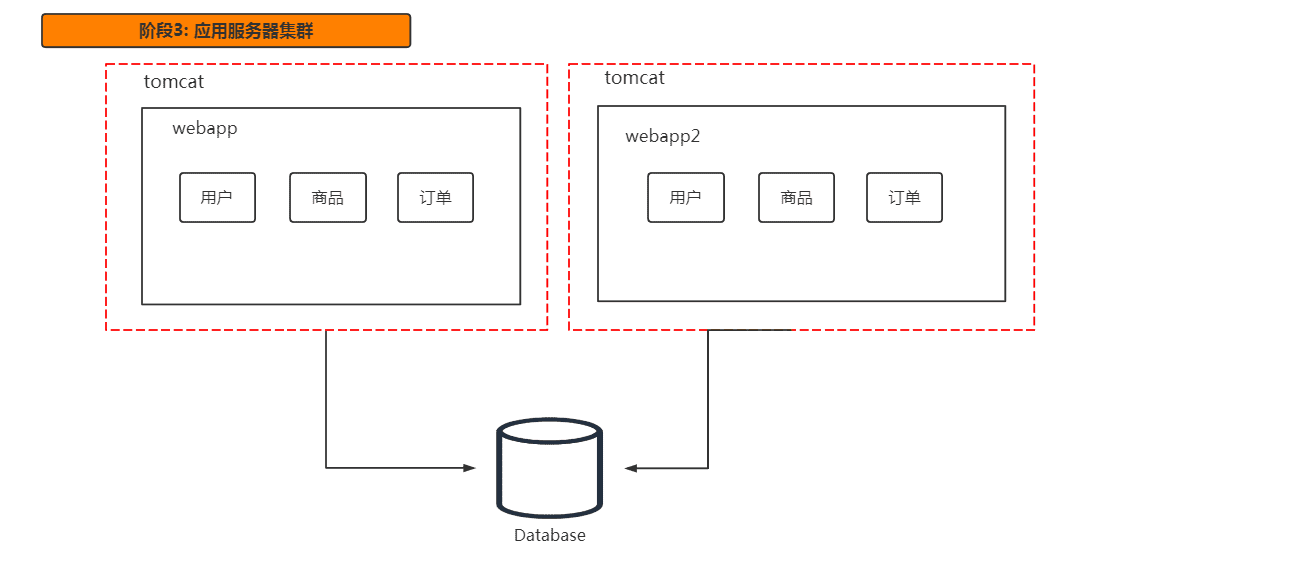 阶段3: 应用服务器集群
tomcat
webapp
用户
商品
订单
tomcat
webapp2
用户
商品
订单
Database